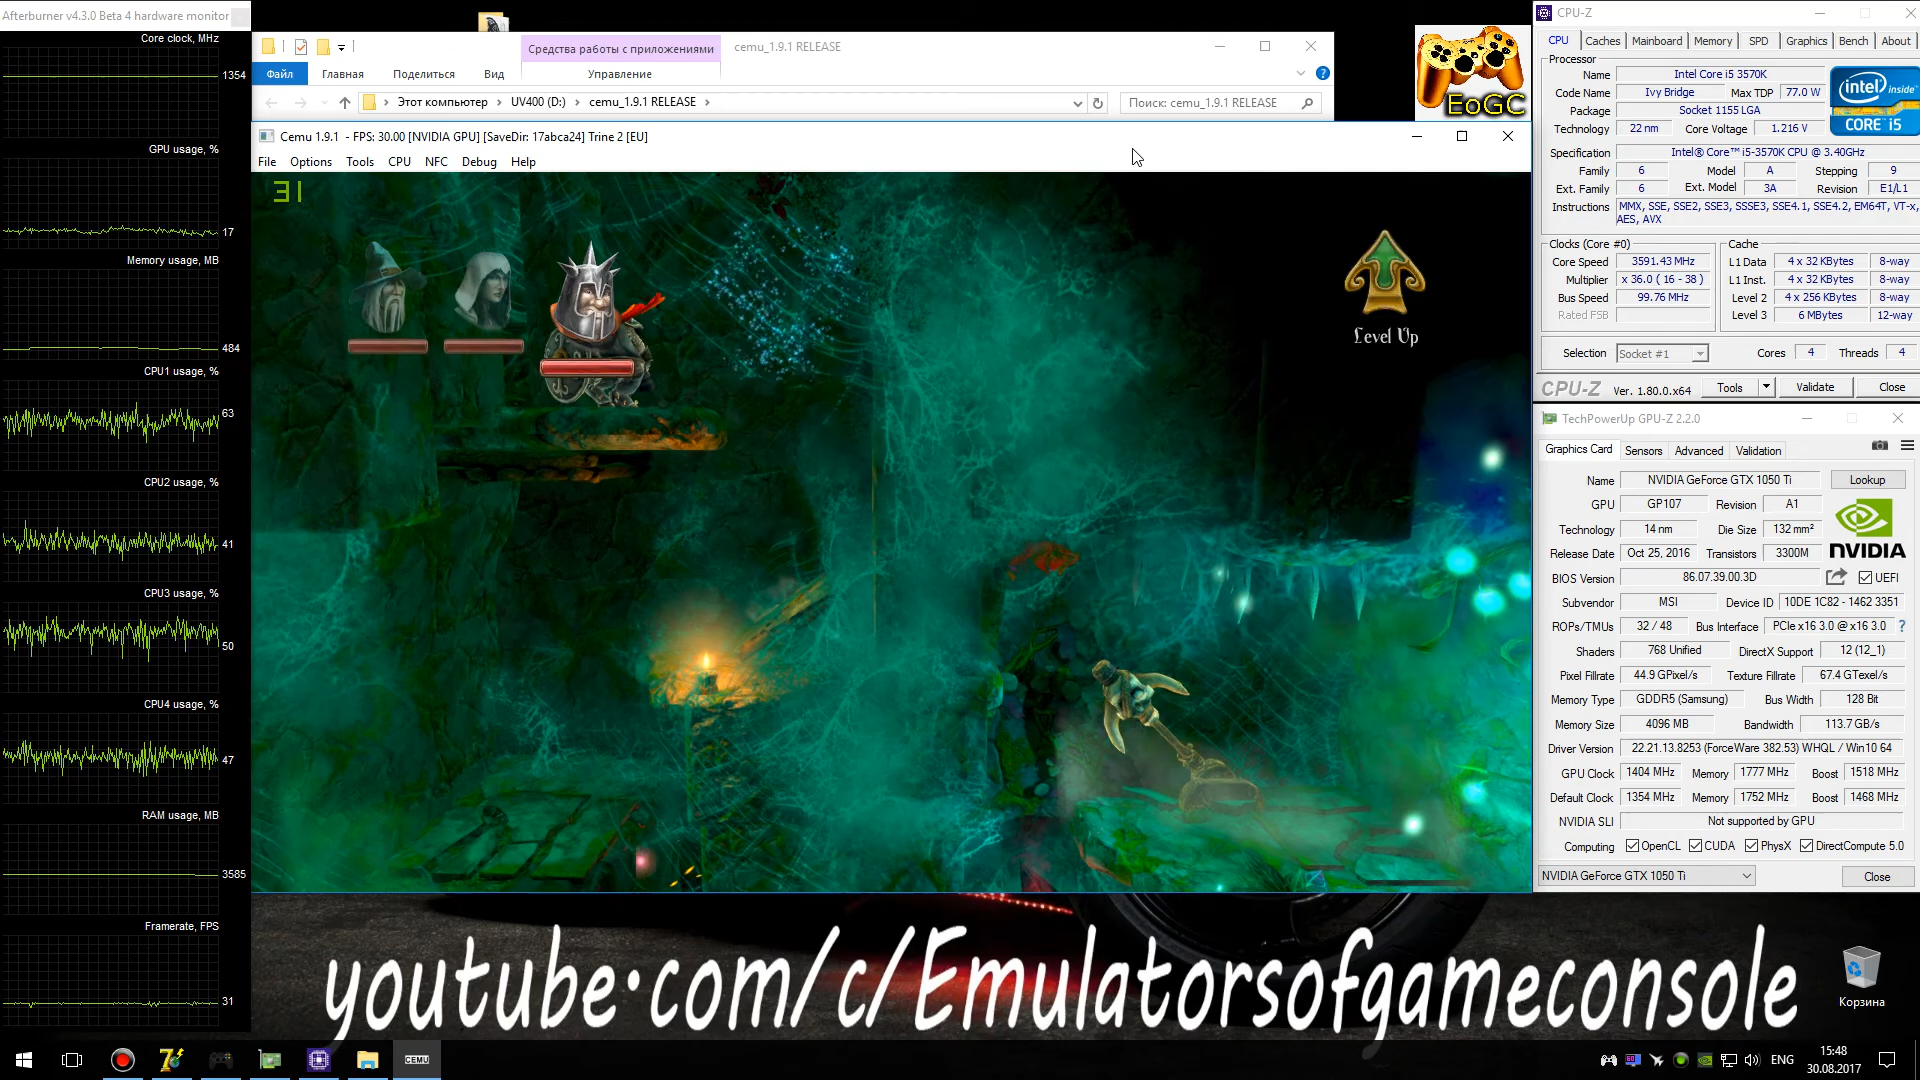 Afterburner v4.3.0 Beta 4 hardware monitor
Core clock, MHz
1354
GPU usage, %
17
Memory usage, MB
484
CPU1 usage, %
63
CPU2 usage, %
41
CPU3 usage, %
50
CPU4 usage, %
47
RAM usage, MB
3585
Framerate, FPS
31
Средства работы с приложениями
cemu_1.9.1 RELEASE
Файл Главная Поделиться Вид Управление
Этот компьютер UV400 (D:) cemu_1.9.1 RELEASE
Поиск: cemu_1.9.1 RELEASE
EoGC
Cemu 1.9.1 - FPS: 30.00 [NVIDIA GPU] [SaveDir: 17abca24] Trine 2 [EU]
File Options Tools CPU NFC Debug Help
31
Level Up
CPU-Z
CPU Caches Mainboard Memory SPD Graphics Bench About
Processor
Name Intel Core i5 3570K
Code Name Ivy Bridge Max TDP 77.0 W
Package Socket 1155 LGA
Technology 22 nm Core Voltage 1.216 V
intel inside™
CORE i5
Specification Intel® Core™ i5-3570K CPU @ 3.40GHz
Family 6 Model A Stepping 9
Ext. Family 6 Ext. Model 3A Revision E1/L1
Instructions MMX, SSE, SSE2, SSE3, SSSE3, SSE4.1, SSE4.2, EM64T, VT-x,
AES, AVX
Clocks (Core #0)
Core Speed 3591.43 MHz
Multiplier x 36.0 ( 16 - 38 )
Bus Speed 99.76 MHz
Rated FSB
Cache
L1 Data 4 x 32 KBytes 8-way
L1 Inst. 4 x 32 KBytes 8-way
Level 2 4 x 256 KBytes 8-way
Level 3 6 MBytes 12-way
Selection Socket #1 Cores 4 Threads 4
CPU-Z Ver. 1.80.0.x64 Tools Validate Close
TechPowerUp GPU-Z 2.2.0
Graphics Card Sensors Advanced Validation
Name NVIDIA GeForce GTX 1050 Ti Lookup
GPU GP107 Revision A1
Technology 14 nm Die Size 132 mm²
Release Date Oct 25, 2016 Transistors 3300M
NVIDIA
BIOS Version 86.07.39.00.3D UEFI
Subvendor MSI Device ID 10DE 1C82 - 1462 3351
ROPs/TMUs 32 / 48 Bus Interface PCIe x16 3.0 @ x16 3.0 ?
Shaders 768 Unified DirectX Support 12 (12_1)
Pixel Fillrate 44.9 GPixel/s Texture Fillrate 67.4 GTexel/s
Memory Type GDDR5 (Samsung) Bus Width 128 Bit
Memory Size 4096 MB Bandwidth 113.7 GB/s
Driver Version 22.21.13.8253 (ForceWare 382.53) WHQL / Win10 64
GPU Clock 1404 MHz Memory 1777 MHz Boost 1518 MHz
Default Clock 1354 MHz Memory 1752 MHz Boost 1468 MHz
NVIDIA SLI Not supported by GPU
Computing OpenCL CUDA PhysX DirectCompute 5.0
NVIDIA GeForce GTX 1050 Ti Close
youtube.com/c/Emulatorsofgameconsole
Корзина
CEMU
60
ENG
15:48
30.08.2017